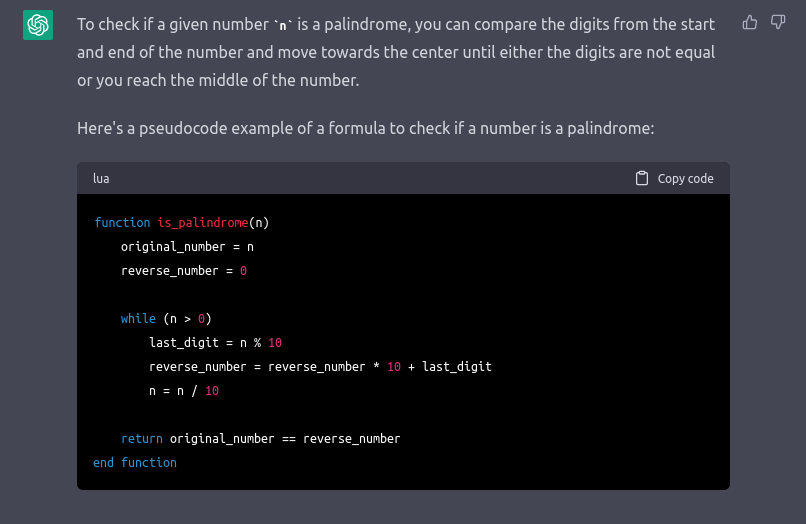 To check if a given number `n` is a palindrome, you can compare the digits from the start
and end of the number and move towards the center until either the digits are not equal
or you reach the middle of the number.
Here's a pseudocode example of a formula to check if a number is a palindrome:
lua
Copy code
function is_palindrome(n)
    original_number = n
    reverse_number = 0
    while (n > 0)
        last_digit = n % 10
        reverse_number = reverse_number * 10 + last_digit
        n = n / 10
    return original_number == reverse_number
end function